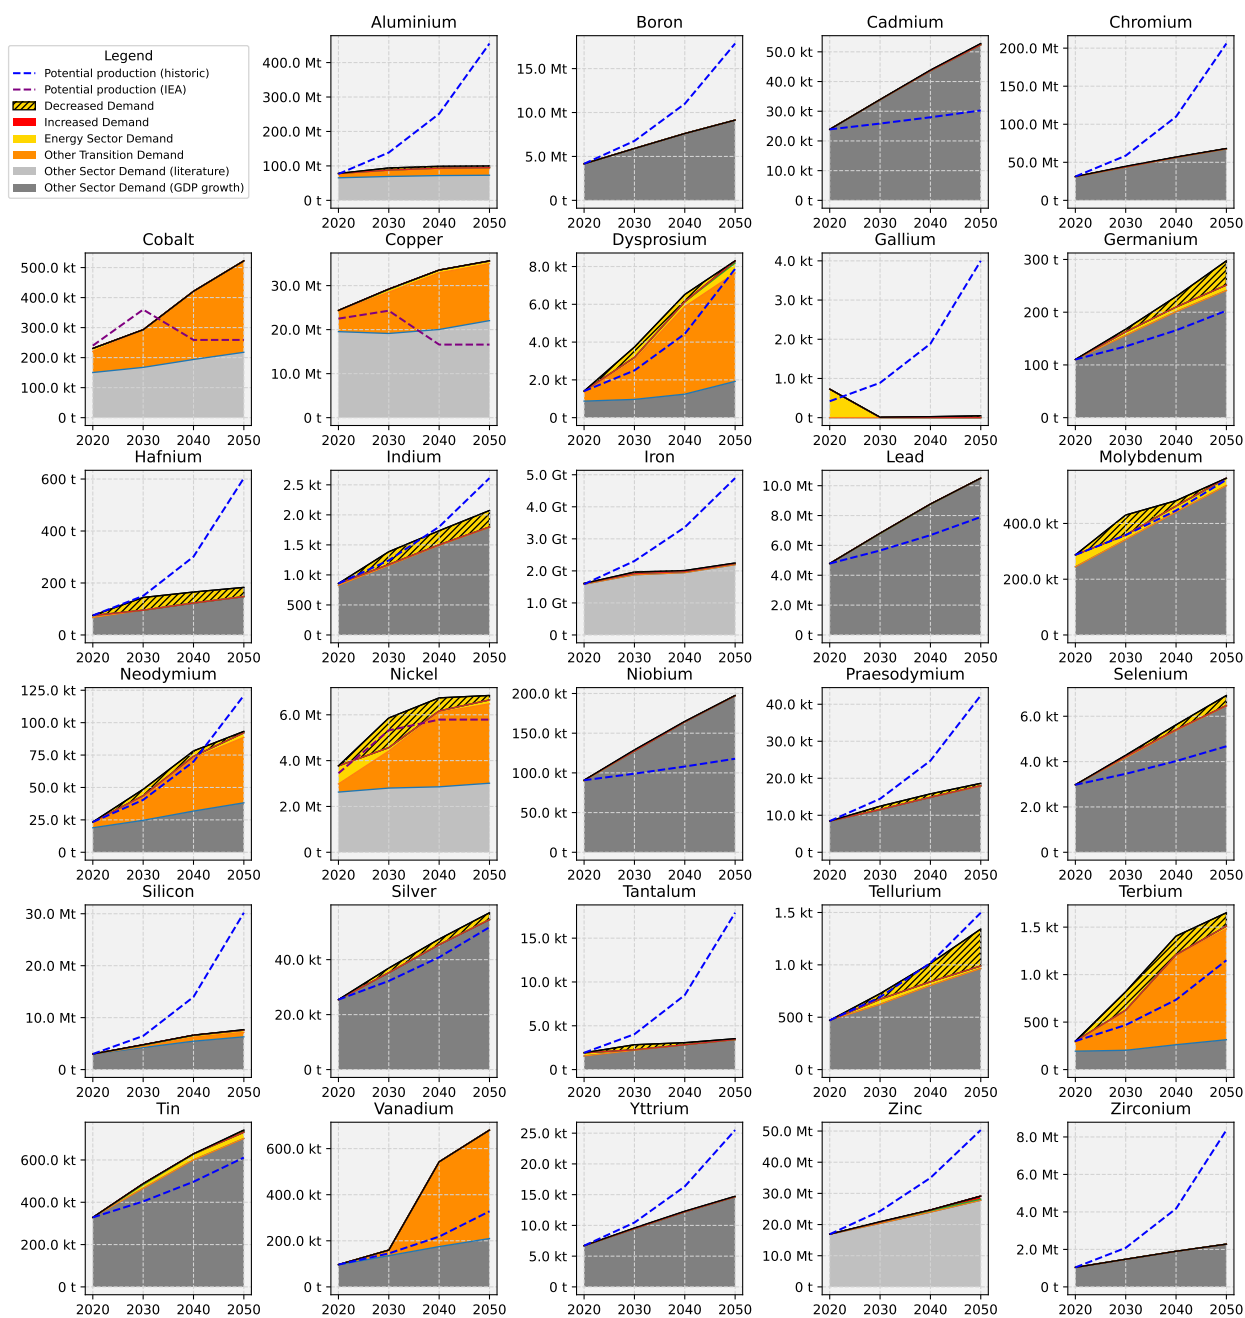 Aluminium
Boron
Cadmium
Chromium
Legend
Potential production (historic)
Potential production (IEA)
Decreased Demand
Increased Demand
Energy Sector Demand
Other Transition Demand
Other Sector Demand (literature)
Other Sector Demand (GDP growth)
400.0 Mt
300.0 Mt
200.0 Mt
100.0 Mt
0 t
2020 2030 2040 2050
15.0 Mt
10.0 Mt
5.0 Mt
0 t
2020 2030 2040 2050
50.0 kt
40.0 kt
30.0 kt
20.0 kt
10.0 kt
0 t
2020 2030 2040 2050
200.0 Mt
150.0 Mt
100.0 Mt
50.0 Mt
0 t
2020 2030 2040 2050
Cobalt
500.0 kt
400.0 kt
300.0 kt
200.0 kt
100.0 kt
0 t
2020 2030 2040 2050
Copper
30.0 Mt
20.0 Mt
10.0 Mt
0 t
2020 2030 2040 2050
Dysprosium
8.0 kt
6.0 kt
4.0 kt
2.0 kt
0 t
2020 2030 2040 2050
Gallium
4.0 kt
3.0 kt
2.0 kt
1.0 kt
0 t
2020 2030 2040 2050
Germanium
300 t
200 t
100 t
0 t
2020 2030 2040 2050
Hafnium
600 t
400 t
200 t
0 t
2020 2030 2040 2050
Indium
2.5 kt
2.0 kt
1.5 kt
1.0 kt
500 t
0 t
2020 2030 2040 2050
Iron
5.0 Gt
4.0 Gt
3.0 Gt
2.0 Gt
1.0 Gt
0 t
2020 2030 2040 2050
Lead
10.0 Mt
8.0 Mt
6.0 Mt
4.0 Mt
2.0 Mt
0 t
2020 2030 2040 2050
Molybdenum
400.0 kt
200.0 kt
0 t
2020 2030 2040 2050
Neodymium
125.0 kt
100.0 kt
75.0 kt
50.0 kt
25.0 kt
0 t
2020 2030 2040 2050
Nickel
6.0 Mt
4.0 Mt
2.0 Mt
0 t
2020 2030 2040 2050
Niobium
200.0 kt
150.0 kt
100.0 kt
50.0 kt
0 t
2020 2030 2040 2050
Praesodymium
40.0 kt
30.0 kt
20.0 kt
10.0 kt
0 t
2020 2030 2040 2050
Selenium
6.0 kt
4.0 kt
2.0 kt
0 t
2020 2030 2040 2050
Silicon
30.0 Mt
20.0 Mt
10.0 Mt
0 t
2020 2030 2040 2050
Silver
40.0 kt
20.0 kt
0 t
2020 2030 2040 2050
Tantalum
15.0 kt
10.0 kt
5.0 kt
0 t
2020 2030 2040 2050
Tellurium
1.5 kt
1.0 kt
500 t
0 t
2020 2030 2040 2050
Terbium
1.5 kt
1.0 kt
500 t
0 t
2020 2030 2040 2050
Tin
600.0 kt
400.0 kt
200.0 kt
0 t
2020 2030 2040 2050
Vanadium
600.0 kt
400.0 kt
200.0 kt
0 t
2020 2030 2040 2050
Yttrium
25.0 kt
20.0 kt
15.0 kt
10.0 kt
5.0 kt
0 t
2020 2030 2040 2050
Zinc
50.0 Mt
40.0 Mt
30.0 Mt
20.0 Mt
10.0 Mt
0 t
2020 2030 2040 2050
Zirconium
8.0 Mt
6.0 Mt
4.0 Mt
2.0 Mt
0 t
2020 2030 2040 2050